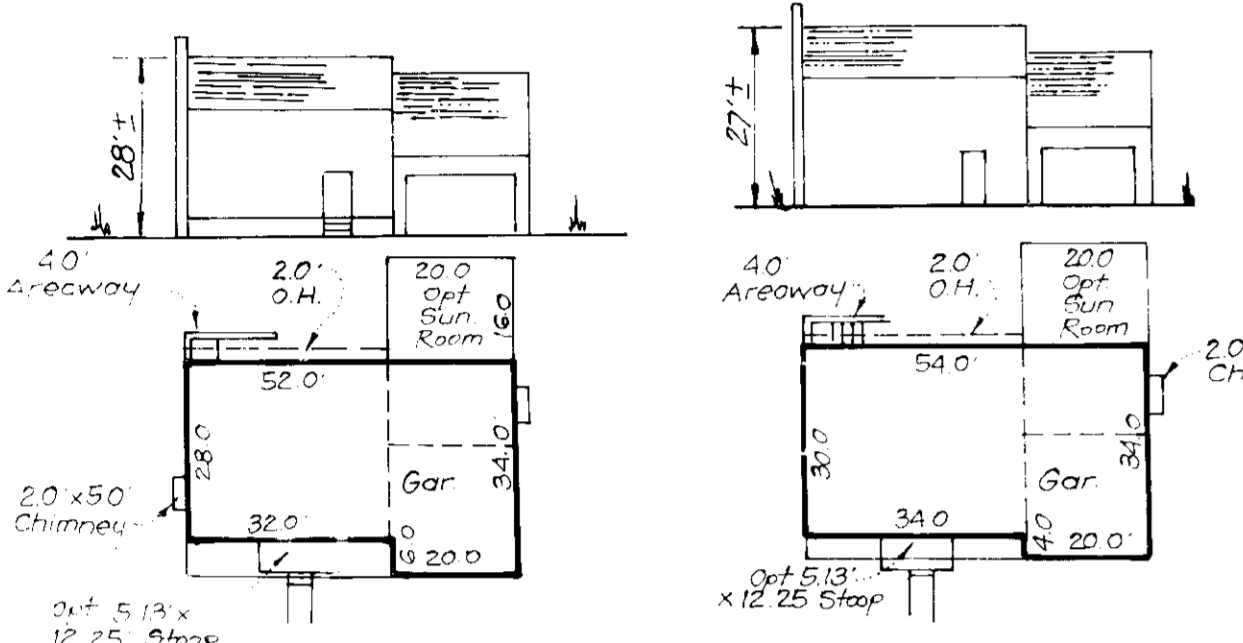 28'±
4.0'
Areaway
2.0'
O.H.
20.0
Opt
Sun
Room
16.0
52.0'
28.0
34.0'
Gar.
2.0'x5.0'
Chimney
32.0'
6.0
20.0
Opt 5.13'x
12.25' Stoop
27'±
4.0'
Areaway
2.0'
O.H.
20.0
Opt.
Sun
Room
54.0'
2.0
Ch
30.0
34.0'
Gar.
34.0
4.0
20.0'
Opt 5.13'
x 12.25 Stoop